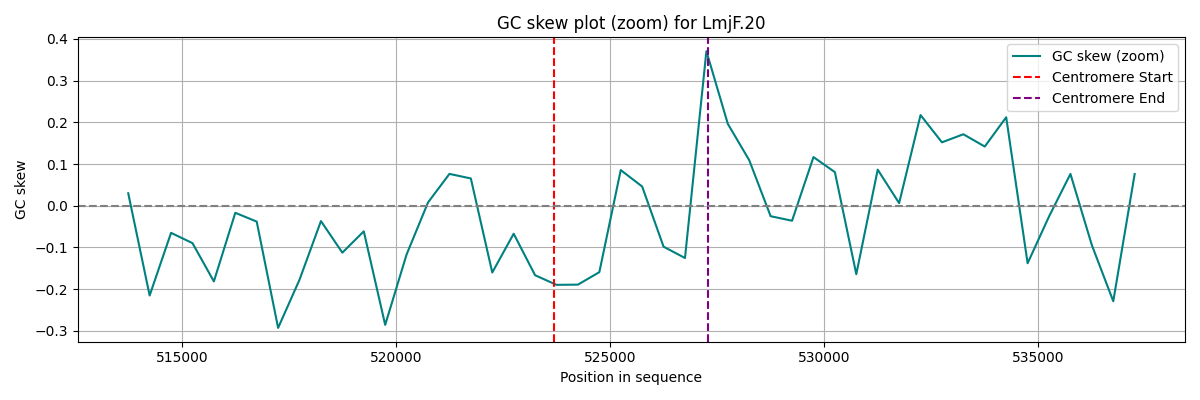 GC skew plot (zoom) for LmjF.20
GC skew
0.4
0.3
0.2
0.1
0.0
−0.1
−0.2
−0.3
GC skew (zoom)
Centromere Start
Centromere End
515000
520000
525000
530000
535000
Position in sequence